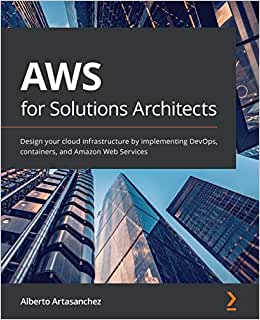 AWS
for Solutions Architects
Design your cloud infrastructure by implementing DevOps,
containers, and Amazon Web Services
Alberto Artasanchez